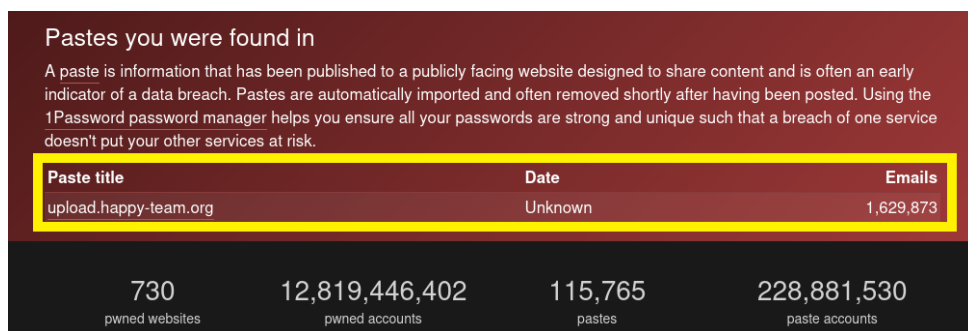 Pastes you were found in
A paste is information that has been published to a publicly facing website designed to share content and is often an early
indicator of a data breach. Pastes are automatically imported and often removed shortly after having been posted. Using the
1Password password manager helps you ensure all your passwords are strong and unique such that a breach of one service
doesn't put your other services at risk.
Paste title Date Emails
upload.happy-team.org Unknown 1,629,873
730 12,819,446,402 115,765 228,881,530
pwned websites pwned accounts pastes paste accounts